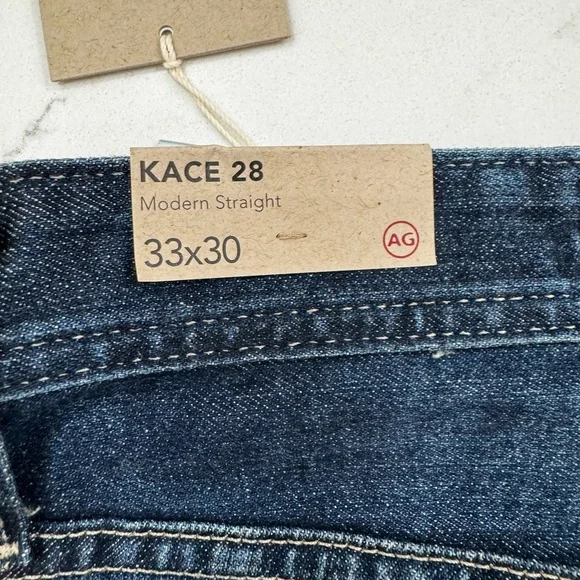 KACE 28
Modern Straight
33x30
AG